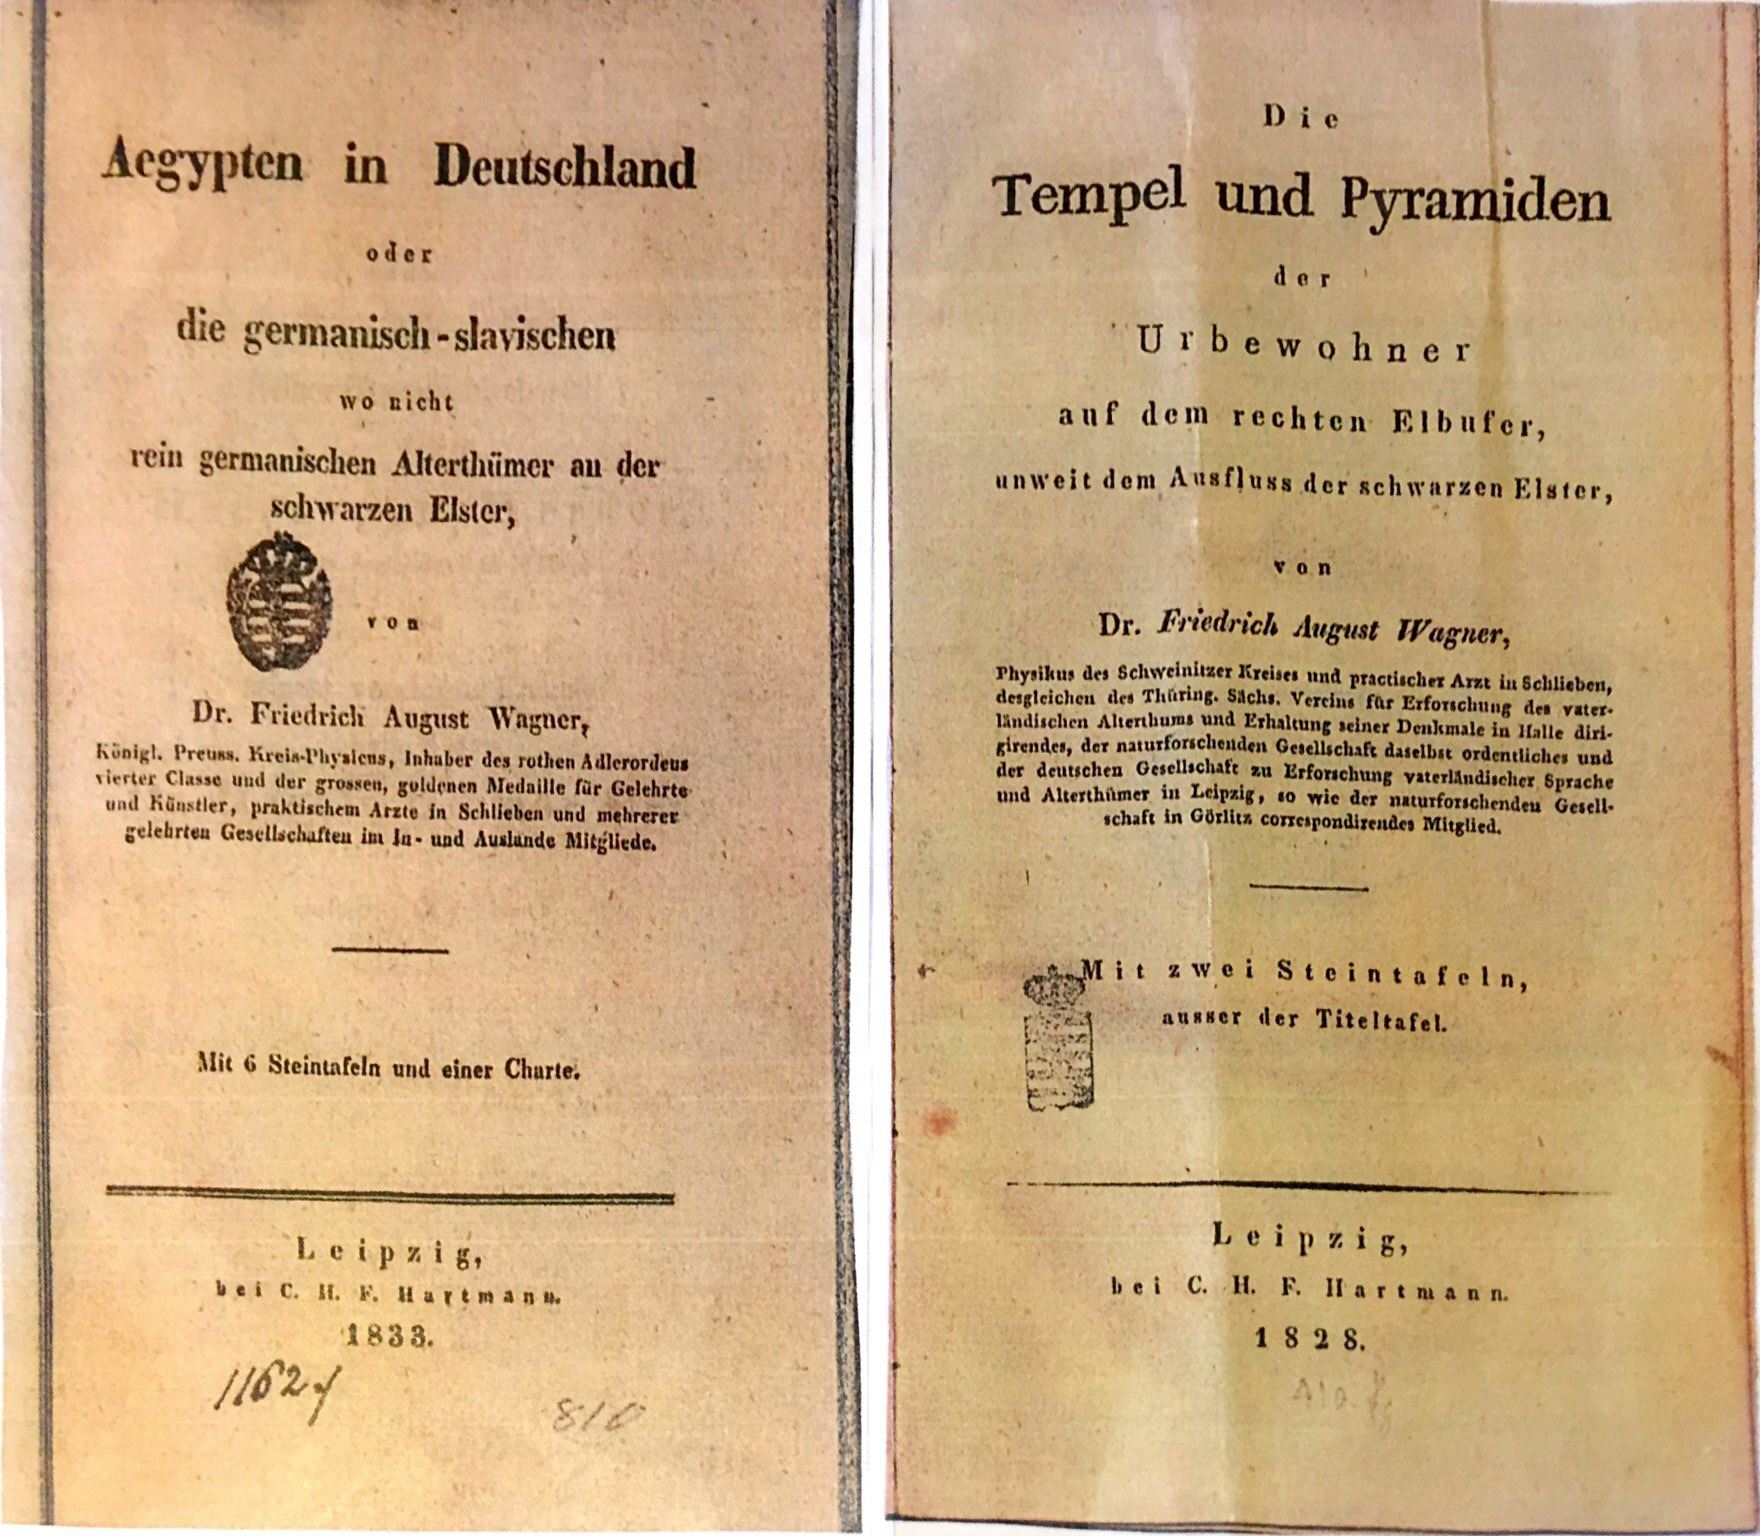 Aegypten in Deutschland
oder
die germanisch-slavischen
wo nicht
rein germanischen Alterthümer an der
schwarzen Elster,
von
Dr. Friedrich August Wagner,
Königl. Preuss. Kreis-Physicus, Inhaber des rothen Adlerordens
vierter Classe und der grossen, goldenen Medaille für Gelehrte
und Künstler, praktischem Arzte in Schlieben und mehrerer
gelehrten Gesellschaften im In- und Auslande Mitgliede.
Mit 6 Steintafeln und einer Charte.
Leipzig,
bei C. H. F. Hartmann.
1833.
1162
810
Die
Tempel und Pyramiden
der
Urbewohner
auf dem rechten Elbufer,
unweit dem Ausfluss der schwarzen Elster,
von
Dr. Friedrich August Wagner,
Physikus des Schweinitzer Kreises und practischer Arzt in Schlieben,
desgleichen des Thüring. Sächs. Vereins für Erforschung des vater-
ländischen Alterthums und Erhaltung seiner Denkmale in Halle diri-
girendes, der naturforschenden Gesellschaft daselbst ordentliches und
der deutschen Gesellschaft zu Erforschung vaterländischer Sprache
und Alterthümer in Leipzig, so wie der naturforschenden Gesell-
schaft in Görlitz correspondirendes Mitglied.
Mit zwei Steintafeln,
ausser der Titeltafel.
Leipzig,
bei C. H. F. Hartmann.
1828.